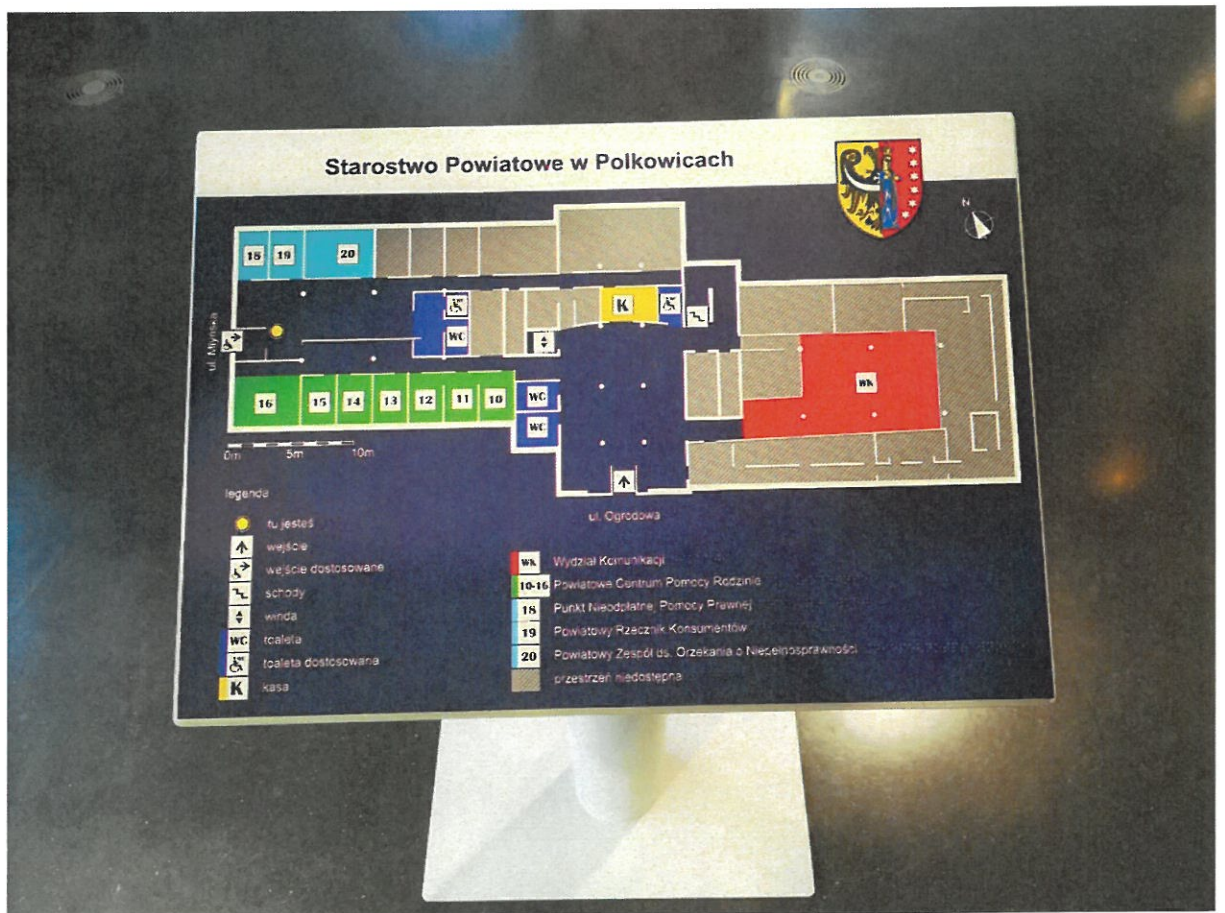 Starostwo Powiatowe w Polkowicach
N
18 19 20
K
ul. Młyńska
WC
WK
16 15 14 13 12 11 10
WC
WC
0m 5m 10m
ul. Ogrodowa
legenda
tu jesteś
wejście
wejście dostosowane
schody
winda
WC toaleta
toaleta dostosowana
K kasa
WK Wydział Komunikacji
10-16 Powiatowe Centrum Pomocy Rodzinie
18 Punkt Nieodpłatnej Pomocy Prawnej
19 Powiatowy Rzecznik Konsumentów
20 Powiatowy Zespół ds. Orzekania o Niepełnosprawności
przestrzeń niedostępna